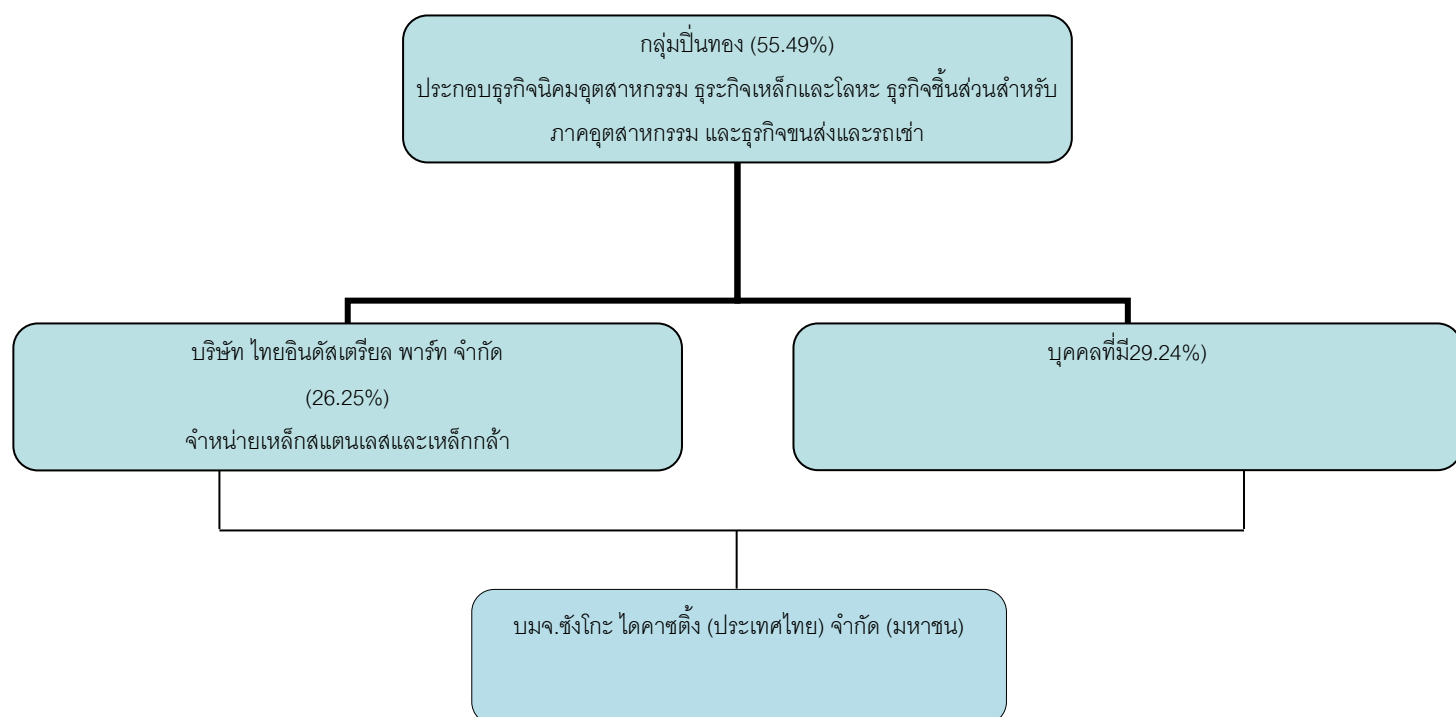 กลุ่มปิ่นทอง (55.49%)
ประกอบธุรกิจนิคมอุตสาหกรรม ธุระกิจเหล็กและโลหะ ธุรกิจชิ้นส่วนสำหรับ
ภาคอุตสาหกรรม และธุรกิจขนส่งและรถเช่า
บริษัท ไทยอินดัสเตรียล พาร์ท จำกัด
(26.25%)
จำหน่ายเหล็กสแตนเลสและเหล็กกล้า
บุคคลที่มี29.24%)
บมจ.ซังโกะ ไดคาซติ้ง (ประเทศไทย) จำกัด (มหาชน)